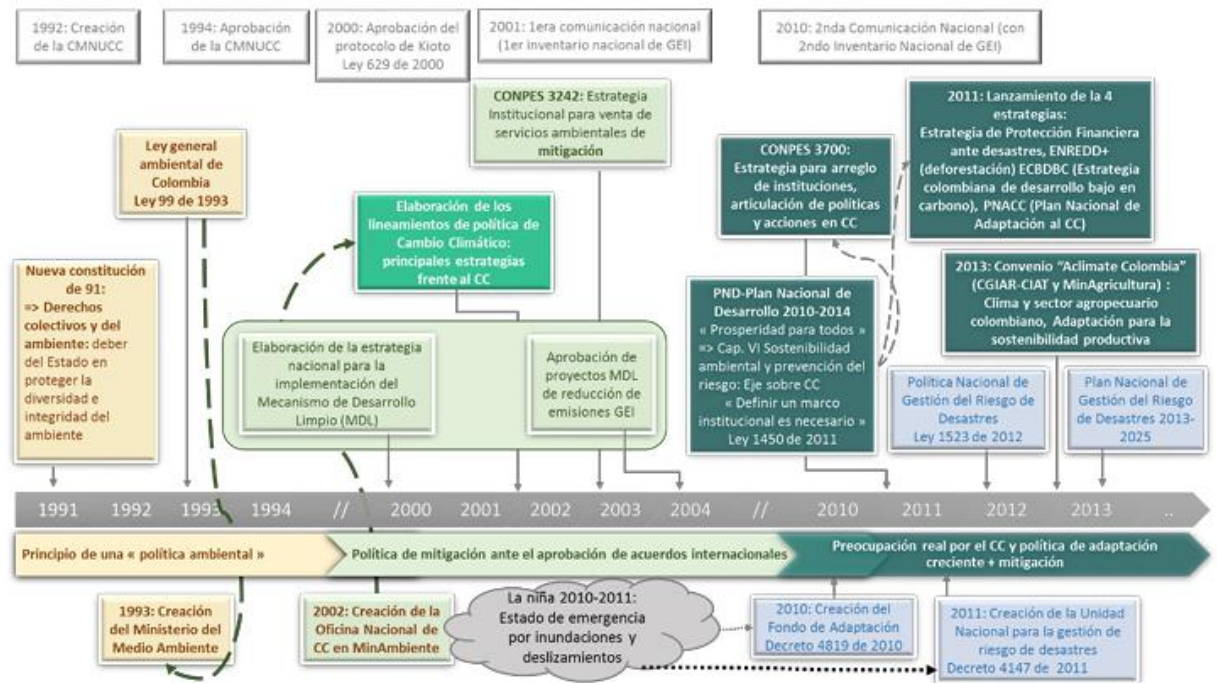 1992: Creación
de la CMNUCC
1994: Aprobación
de la CMNUCC
2000: Aprobación del
protocolo de Kioto
Ley 629 de 2000
2001: 1era comunicación nacional
(1er inventario nacional de GEI)
2010: 2nda Comunicación Nacional (con
2ndo Inventario Nacional de GEI)
Ley general
ambiental de
Colombia
Ley 99 de 1993
CONPES 3242: Estrategia
Institucional para venta de
servicios ambientales de
mitigación
CONPES 3700:
Estrategia para arreglo
de instituciones,
articulación de políticas
y acciones en CC
2011: Lanzamiento de la 4
estrategias:
Estrategia de Protección Financiera
ante desastres, ENREDD+
(deforestación) ECBDBC (Estrategia
colombiana de desarrollo bajo en
carbono), PNACC (Plan Nacional de
Adaptación al CC)
Nueva constitución
de 91:
=> Derechos
colectivos y del
ambiente: deber
del Estado en
proteger la
diversidad e
integridad del
ambiente
Elaboración de los
lineamientos de política de
Cambio Climático:
principales estrategias
frente al CC
Elaboración de la estrategia
nacional para la
implementación del
Mecanismo de Desarrollo
Limpio (MDL)
Aprobación de
proyectos MDL
de reducción de
emisiones GEI
PND-Plan Nacional de
Desarrollo 2010-2014
« Prosperidad para todos »
=> Cap. VI Sostenibilidad
ambiental y prevención del
riesgo: Eje sobre CC
« Definir un marco
institucional es necesario »
Ley 1450 de 2011
2013: Convenio "Aclimate Colombia"
(CGIAR-CIAT y MinAgricultura) :
Clima y sector agropecuario
colombiano, Adaptación para la
sostenibilidad productiva
Política Nacional de
Gestión del Riesgo de
Desastres
Ley 1523 de 2012
Plan Nacional de
Gestión del Riesgo
de Desastres 2013-
2025
1991 1992 1993 1994 // 2000 2001 2002 2003 2004 // 2010 2011 2012 2013 ..
Principio de una « política ambiental »
Política de mitigación ante el aprobación de acuerdos internacionales
Preocupación real por el CC y política de adaptación
creciente + mitigación
1993: Creación
del Ministerio del
Medio Ambiente
2002: Creación de la
Oficina Nacional de
CC en MinAmbiente
La niña 2010-2011:
Estado de emergencia
por inundaciones y
deslizamientos
2010: Creación del
Fondo de Adaptación
Decreto 4819 de 2010
2011: Creación de la Unidad
Nacional para la gestión de
riesgo de desastres
Decreto 4147 de 2011